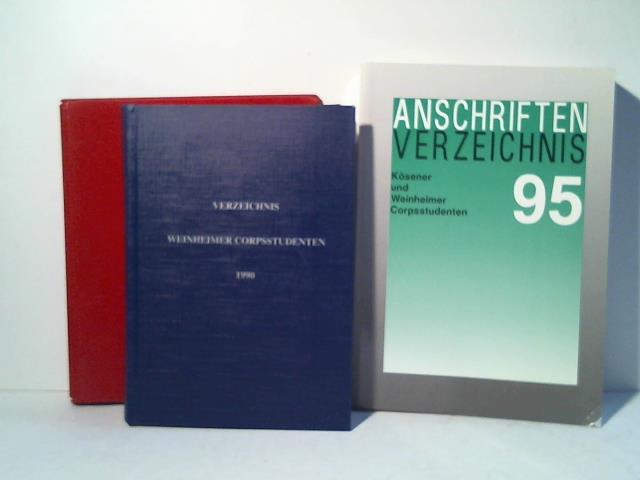 VERZEICHNIS
WEINHEIMER CORPSSTUDENTEN
1990
ANSCHRIFTEN
VERZEICHNIS
Kösener
und
Weinheimer
Corpsstudenten
95